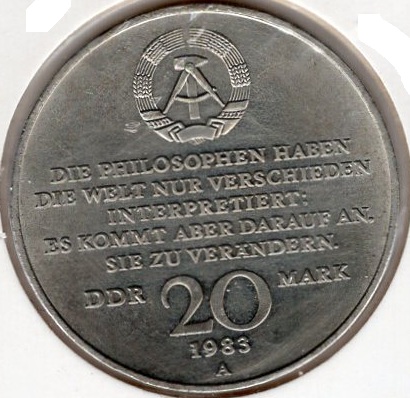 DIE PHILOSOPHEN HABEN
DIE WELT NUR VERSCHIEDEN
INTERPRETIERT:
ES KOMMT ABER DARAUF AN,
SIE ZU VERÄNDERN.
DDR 20 MARK
1983
A